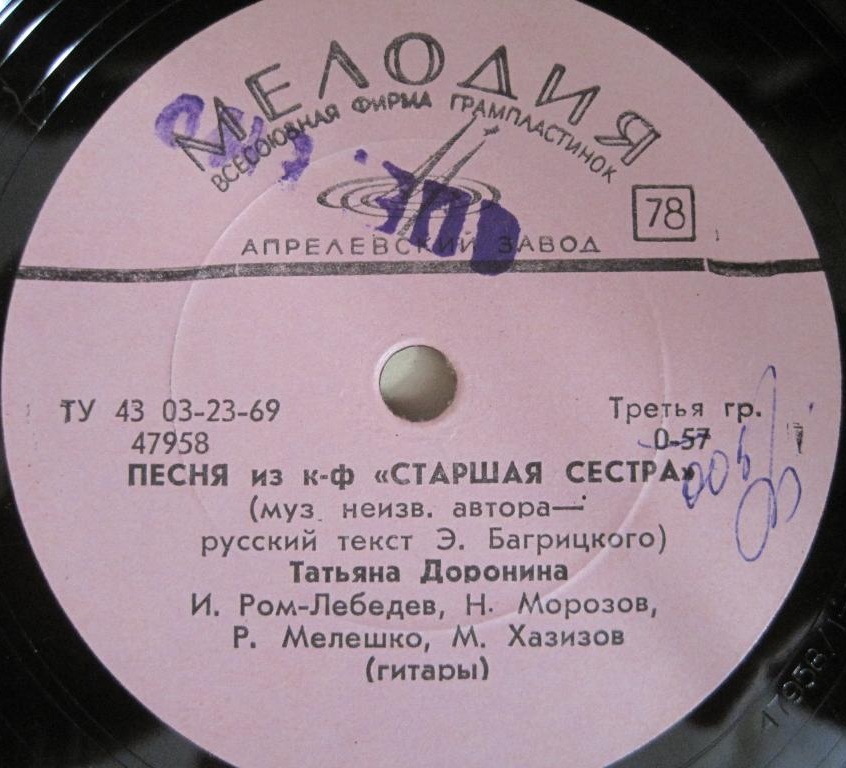 МЕЛОДИЯ
ВСЕСОЮЗНАЯ ФИРМА ГРАМПЛАСТИНОК
78
АПРЕЛЕВСКИЙ ЗАВОД
ТУ 43 03-23-69
Третья гр.
47958
0-57
ПЕСНЯ из к-ф «СТАРШАЯ СЕСТРА»
(муз. неизв. автора—
русский текст Э. Багрицкого)
Татьяна Доронина
И. Ром-Лебедев, Н. Морозов,
Р. Мелешко, М. Хазизов
(гитары)